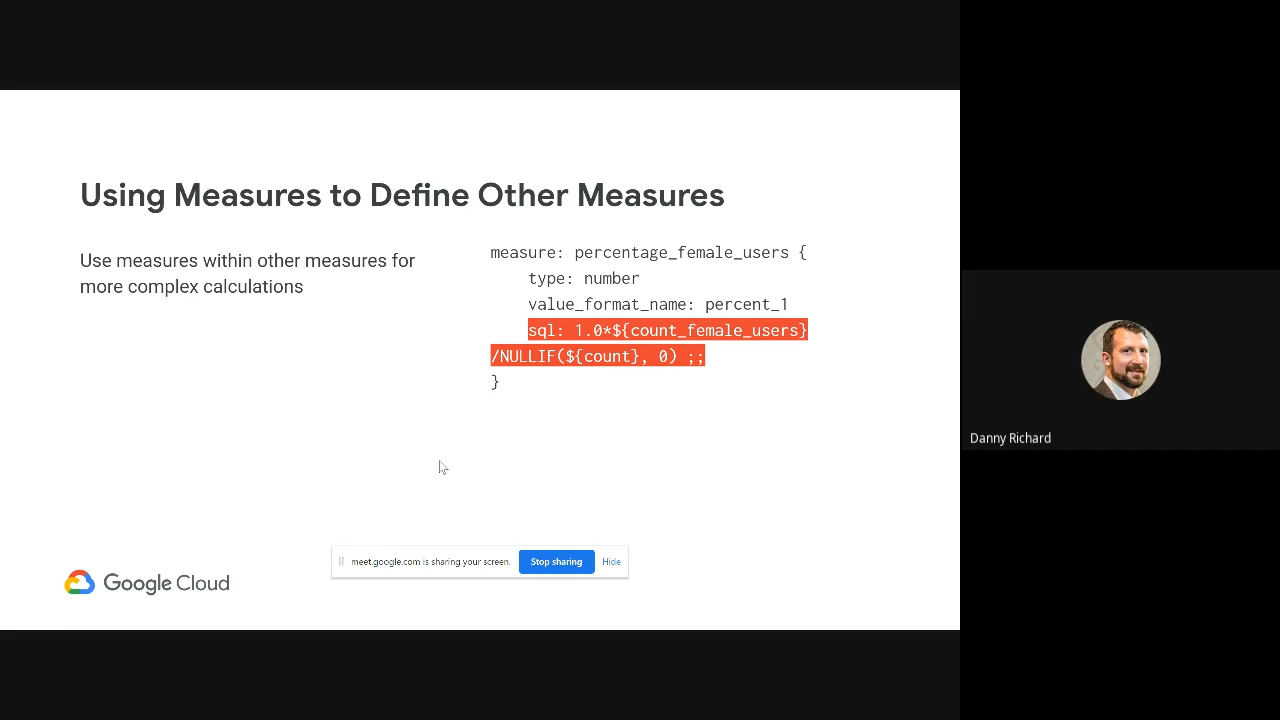 Using Measures to Define Other Measures
Use measures within other measures for
more complex calculations
measure: percentage_female_users {
type: number
value_format_name: percent_1
sql: 1.0*${count_female_users}
/NULLIF(${count}, 0) ;;
}
Danny Richard
meet.google.com is sharing your screen.
Stop sharing
Hide
Google Cloud